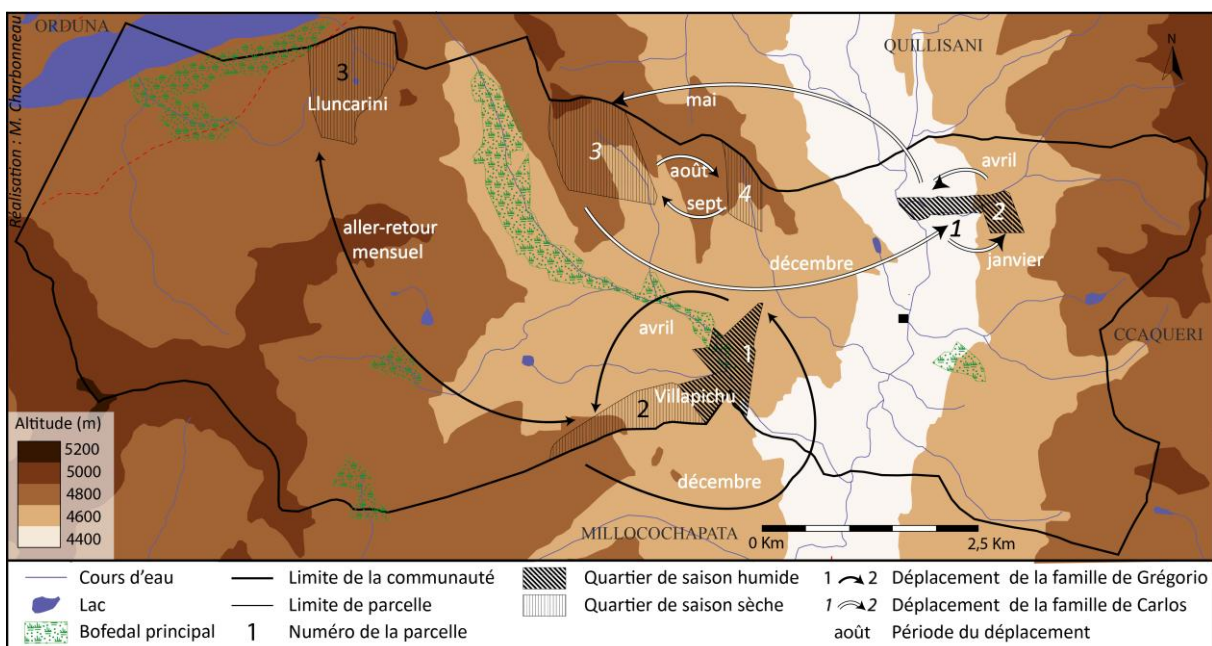 ORDUNA
QUILLISANI
N
Réalisation : M. Charbonneau
3
Lluncarini
mai
3
août
sept.
4
avril
2
1
janvier
aller-retour
mensuel
décembre
avril
1
CCAQUERI
2
Villapichu
décembre
MILLOCOCHAPATA
0 Km
2,5 Km
Altitude (m)
5200
5000
4800
4600
4400
Cours d'eau
Limite de la communauté
Quartier de saison humide
1 2 Déplacement de la famille de Grégorio
Lac
Limite de parcelle
Quartier de saison sèche
1 2 Déplacement de la famille de Carlos
Bofedal principal
1 Numéro de la parcelle
août Période du déplacement